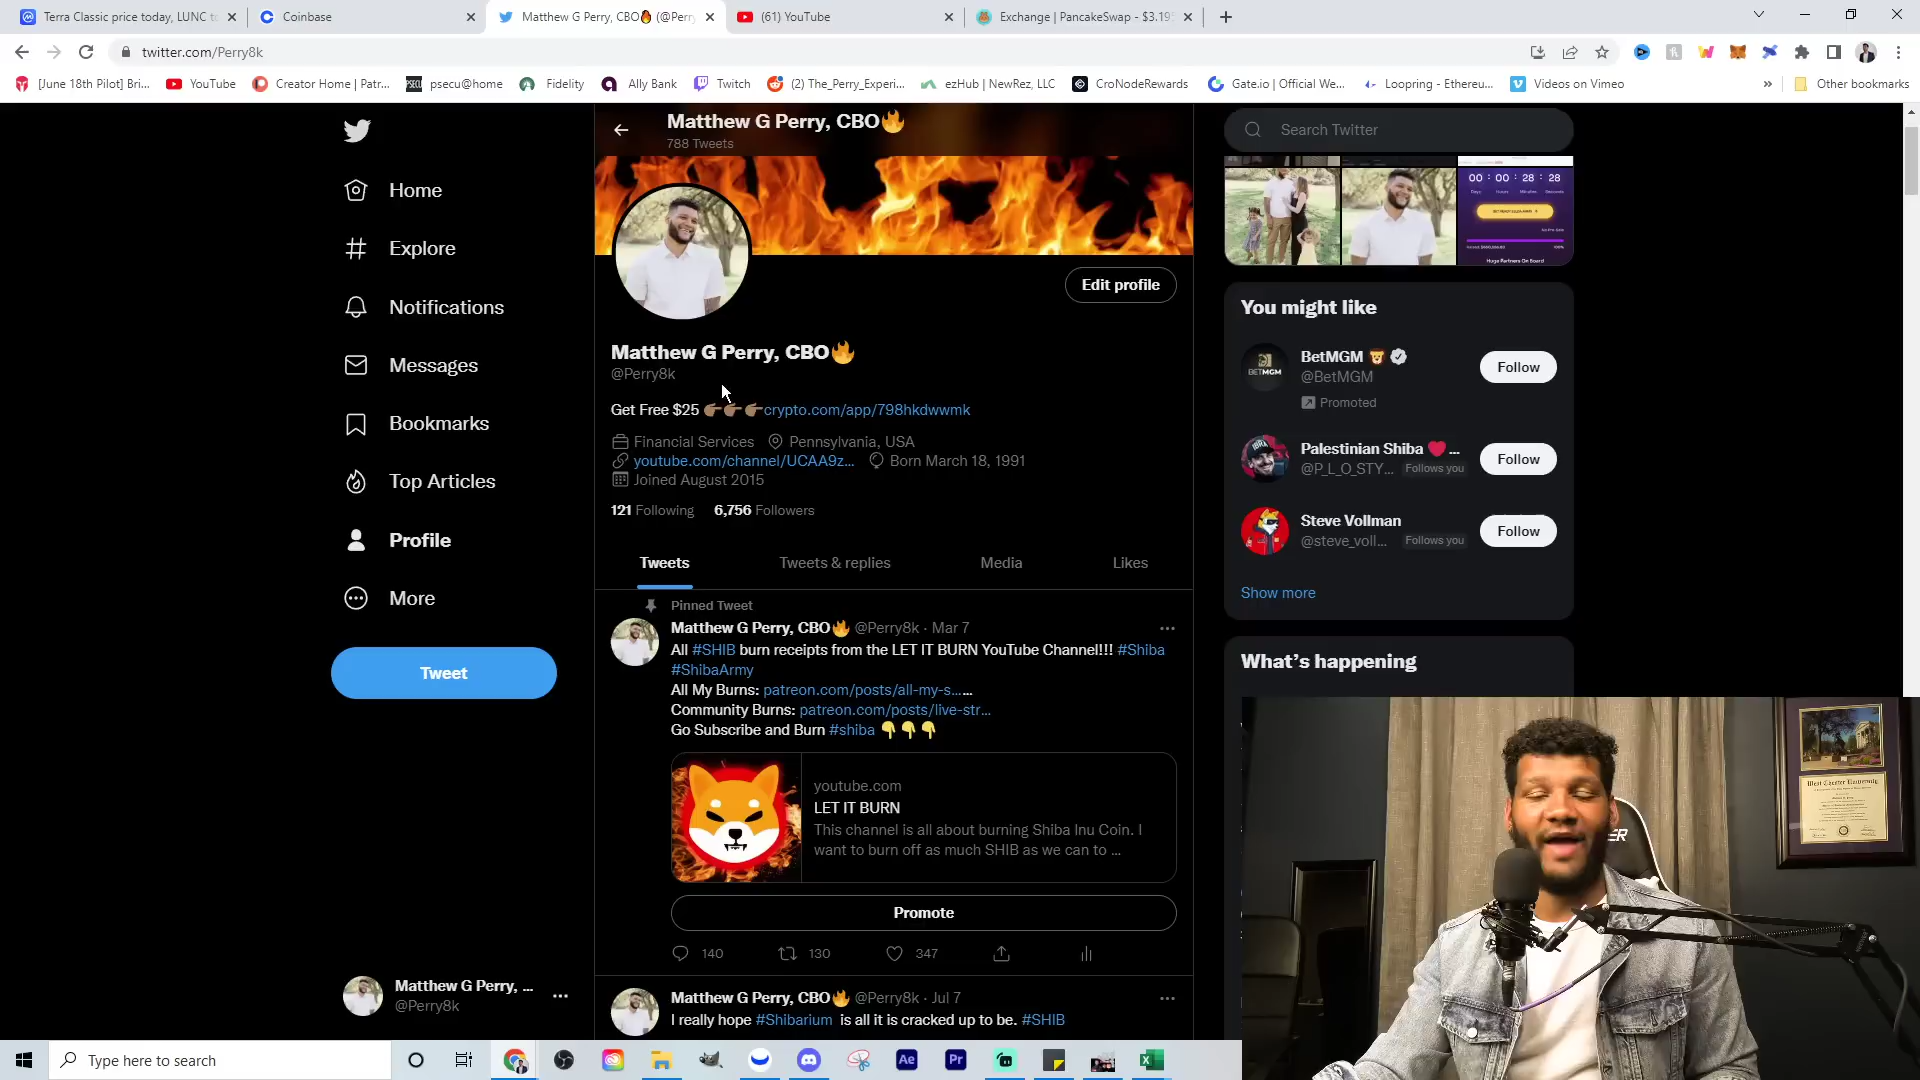 Terra Classic price today, LUNC to
Coinbase
Matthew G Perry, CBO🔥 (@Perry
(61) YouTube
Exchange | PancakeSwap - $3.195
twitter.com/Perry8k
[June 18th Pilot] Bri...
YouTube
Creator Home | Patr...
psecu@home
Fidelity
Ally Bank
Twitch
(2) The_Perry_Experi...
ezHub | NewRez, LLC
CroNodeRewards
Gate.io | Official We...
Loopring - Ethereu...
Videos on Vimeo
Other bookmarks
Home
Explore
Notifications
Messages
Bookmarks
Top Articles
Profile
More
Tweet
Matthew G Perry, ...
@Perry8k
Matthew G Perry, CBO🔥
788 Tweets
Edit profile
Matthew G Perry, CBO🔥
@Perry8k
Get Free $25 👉🏽👉🏽👉🏽crypto.com/app/798hkdwwmk
Financial Services Pennsylvania, USA
youtube.com/channel/UCAA9z... Born March 18, 1991
Joined August 2015
121 Following 6,756 Followers
Tweets Tweets & replies Media Likes
Pinned Tweet
Matthew G Perry, CBO🔥 @Perry8k · Mar 7
All #SHIB burn receipts from the LET IT BURN YouTube Channel!!! #Shiba
#ShibaArmy
All My Burns: patreon.com/posts/all-my-s......
Community Burns: patreon.com/posts/live-str...
Go Subscribe and Burn #shiba 👇👇👇
youtube.com
LET IT BURN
This channel is all about burning Shiba Inu Coin. I
want to burn off as much SHIB as we can to ...
Promote
140 130 347
Matthew G Perry, CBO🔥 @Perry8k · Jul 7
I really hope #Shibarium is all it is cracked up to be. #SHIB
Search Twitter
00 : 00 : 28 : 28
Huge Partners On Board
You might like
BetMGM 🦁
@BetMGM
Promoted
Follow
Palestinian Shiba ❤️ ...
@P_L_O_STY... Follows you
Follow
Steve Vollman
@steve_voll... Follows you
Follow
Show more
What's happening
West Chester University
Type here to search